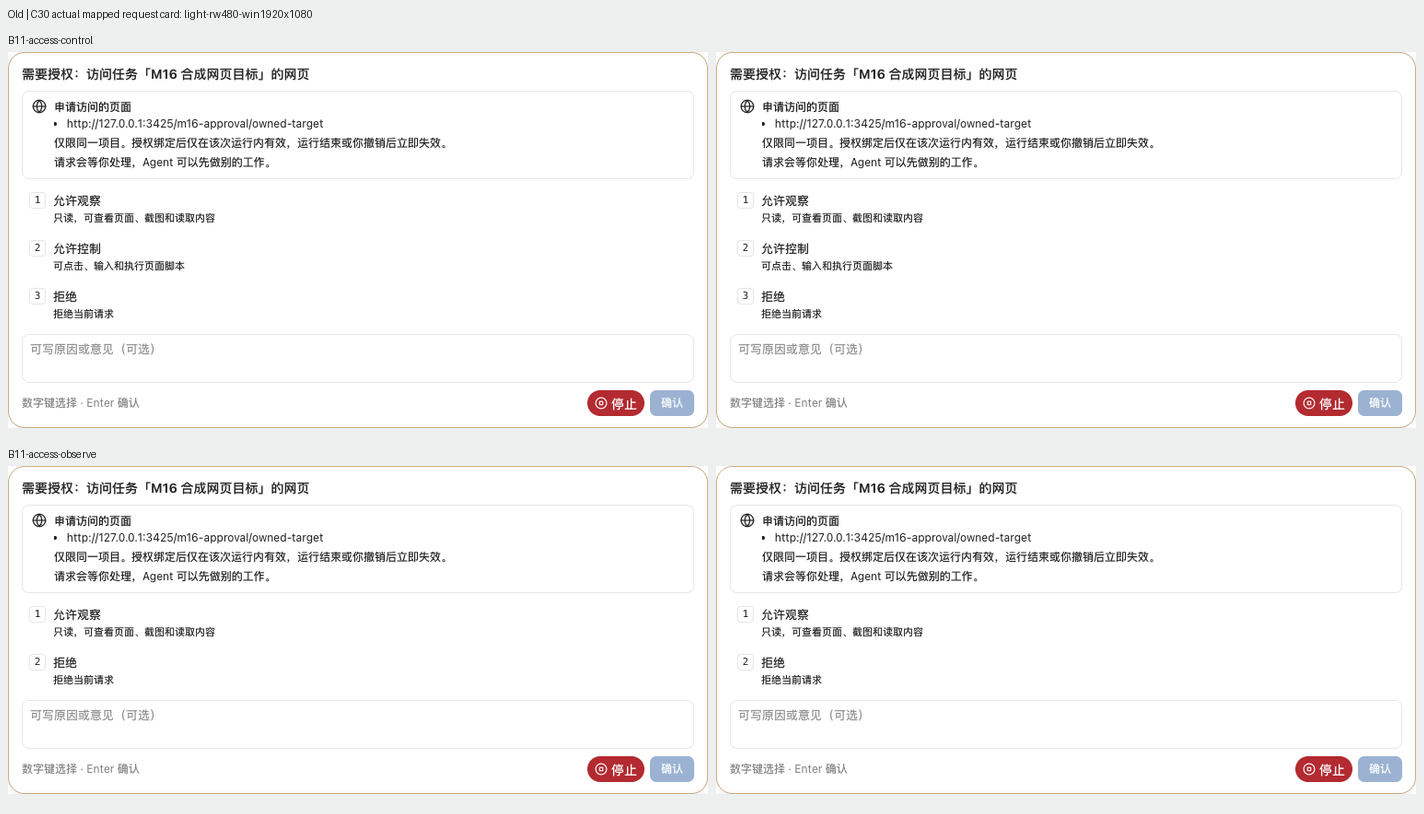 Old | C30 actual mapped request card: light-rw480-win1920x1080
B11-access-control
需要授权：访问任务「M16 合成网页目标」的网页
申请访问的页面
• http://127.0.0.1:3425/m16-approval/owned-target
仅限同一项目。授权绑定后仅在该次运行内有效，运行结束或你撤销后立即失效。
请求会等你处理，Agent 可以先做别的工作。
1 允许观察
只读，可查看页面、截图和读取内容
2 允许控制
可点击、输入和执行页面脚本
3 拒绝
拒绝当前请求
可写原因或意见（可选）
数字键选择 · Enter 确认
停止
确认
需要授权：访问任务「M16 合成网页目标」的网页
申请访问的页面
• http://127.0.0.1:3425/m16-approval/owned-target
仅限同一项目。授权绑定后仅在该次运行内有效，运行结束或你撤销后立即失效。
请求会等你处理，Agent 可以先做别的工作。
1 允许观察
只读，可查看页面、截图和读取内容
2 允许控制
可点击、输入和执行页面脚本
3 拒绝
拒绝当前请求
可写原因或意见（可选）
数字键选择 · Enter 确认
停止
确认
B11-access-observe
需要授权：访问任务「M16 合成网页目标」的网页
申请访问的页面
• http://127.0.0.1:3425/m16-approval/owned-target
仅限同一项目。授权绑定后仅在该次运行内有效，运行结束或你撤销后立即失效。
请求会等你处理，Agent 可以先做别的工作。
1 允许观察
只读，可查看页面、截图和读取内容
2 拒绝
拒绝当前请求
可写原因或意见（可选）
数字键选择 · Enter 确认
停止
确认
需要授权：访问任务「M16 合成网页目标」的网页
申请访问的页面
• http://127.0.0.1:3425/m16-approval/owned-target
仅限同一项目。授权绑定后仅在该次运行内有效，运行结束或你撤销后立即失效。
请求会等你处理，Agent 可以先做别的工作。
1 允许观察
只读，可查看页面、截图和读取内容
2 拒绝
拒绝当前请求
可写原因或意见（可选）
数字键选择 · Enter 确认
停止
确认